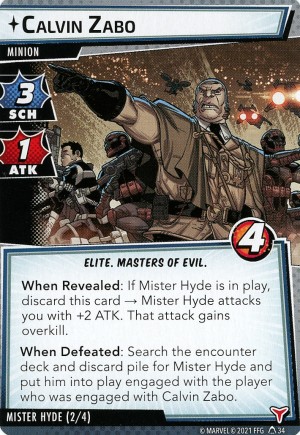 Calvin Zabo
MINION
3
SCH
1
ATK
4
ELITE. MASTERS OF EVIL.
When Revealed: If Mister Hyde is in play,
discard this card → Mister Hyde attacks
you with +2 ATK. That attack gains
overkill.
When Defeated: Search the encounter
deck and discard pile for Mister Hyde and
put him into play engaged with the player
who was engaged with Calvin Zabo.
MISTER HYDE (2/4)
© MARVEL © 2021 FFG 34